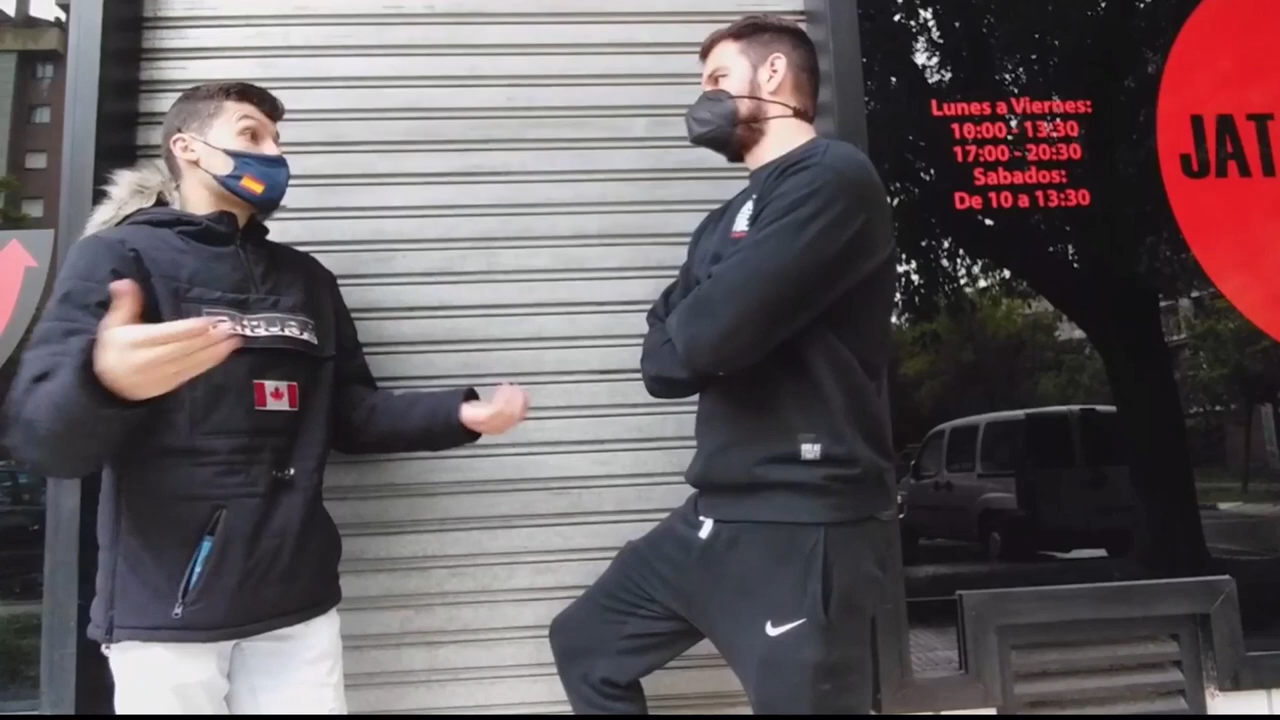 Lunes a Viernes:
10:00 - 13:30
17:00 - 20:30
Sabados:
De 10 a 13:30
JAT